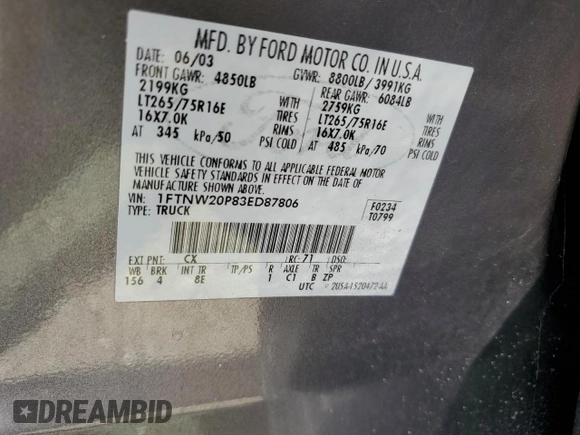 MFD. BY FORD MOTOR CO. IN U.S.A.
DATE: 06/03 GVWR: 8800LB/ 3991KG
FRONT GAWR: 4850LB REAR GAWR: 6084LB
2199KG WITH 2759KG WITH
LT265/75R16E TIRES LT265/75R16E TIRES
16X7.0K RIMS 16X7.0K RIMS
AT 345 kPa/50 PSI COLD AT 485 kPa/70 PSI COLD
THIS VEHICLE CONFORMS TO ALL APPLICABLE FEDERAL MOTOR
VEHICLE SAFETY STANDARDS IN EFFECT ON THE DATE OF
MANUFACTURE SHOWN ABOVE.
VIN: 1FTNW20P83ED87806 F0234
TYPE: TRUCK T0799
EXT PNT: CX RC: 71 DSO:
WB BRK INT TR TP/PS R AXLE TR SPR
156 4 8E 1 C1 B ZP
UTC
DREAMBID